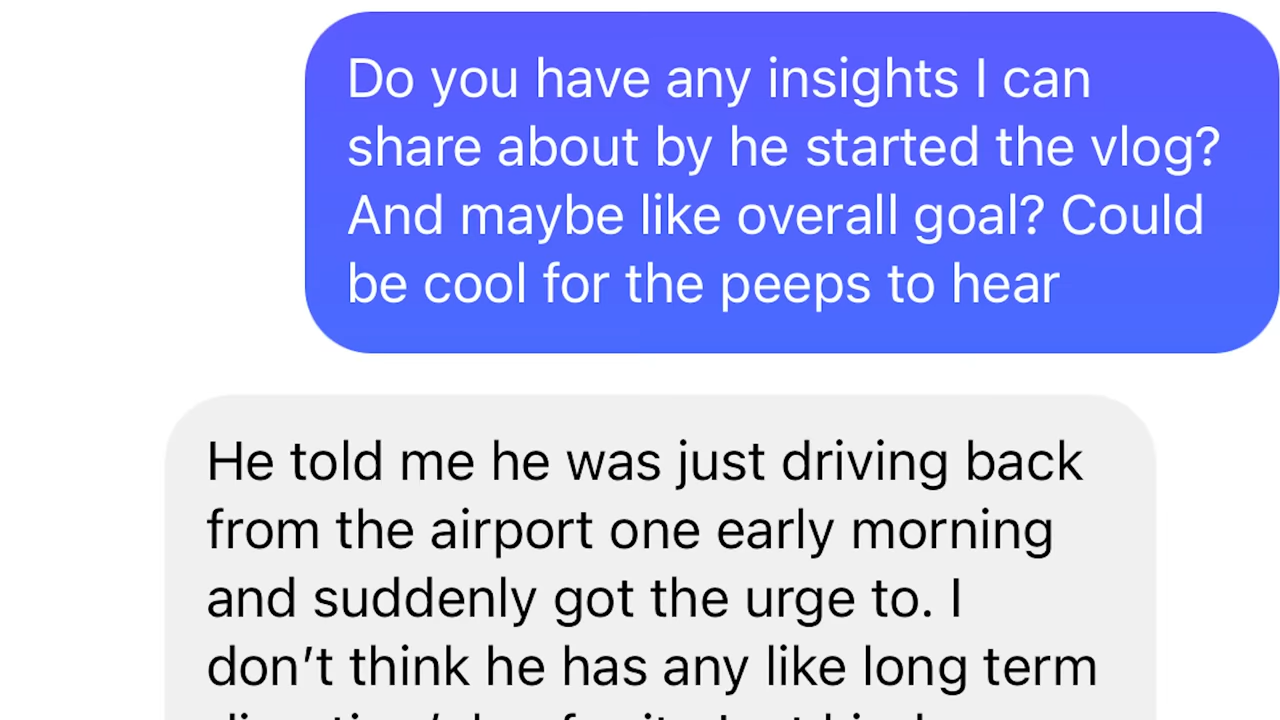 Do you have any insights I can
share about by he started the vlog?
And maybe like overall goal? Could
be cool for the peeps to hear
He told me he was just driving back
from the airport one early morning
and suddenly got the urge to. I
don’t think he has any like long term